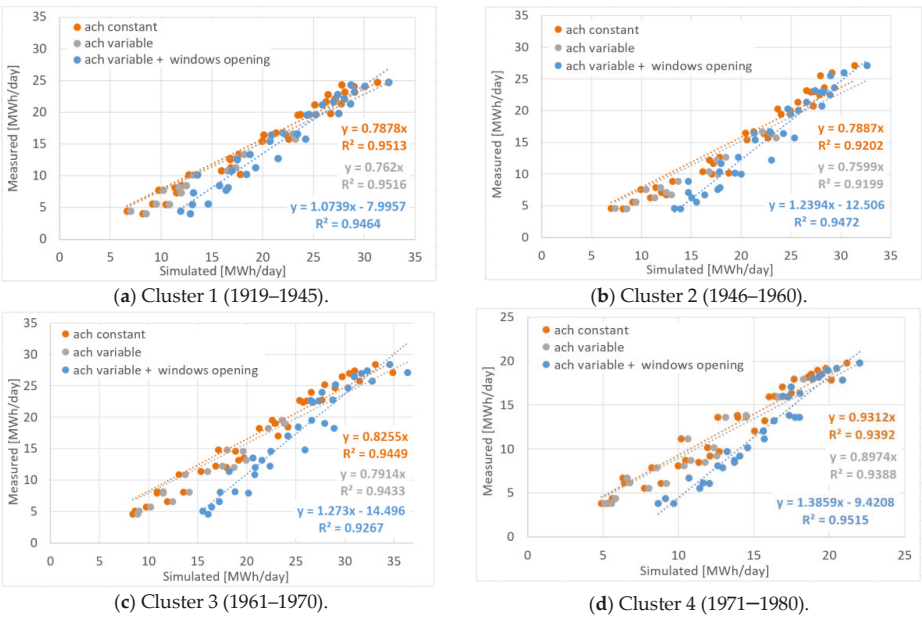 35
30
25
20
15
10
5
0
Measured [MWh/day]
ach constant
ach variable
ach variable + windows opening
y = 0.7878x
R² = 0.9513
y = 0.762x
R² = 0.9516
y = 1.0739x - 7.9957
R² = 0.9464
0 5 10 15 20 25 30 35
Simulated [MWh/day]
(a) Cluster 1 (1919–1945).
35
30
25
20
15
10
5
0
Measured [MWh/day]
ach constant
ach variable
ach variable + windows opening
y = 0.7887x
R² = 0.9202
y = 0.7599x
R² = 0.9199
y = 1.2394x - 12.506
R² = 0.9472
0 5 10 15 20 25 30 35
Simulated [MWh/day]
(b) Cluster 2 (1946–1960).
35
30
25
20
15
10
5
0
Measured [MWh/day]
ach constant
ach variable
ach variable + windows opening
y = 0.8255x
R² = 0.9449
y = 0.7914x
R² = 0.9433
y = 1.273x - 14.496
R² = 0.9267
0 5 10 15 20 25 30 35
Simulated [MWh/day]
(c) Cluster 3 (1961–1970).
25
20
15
10
5
0
Measured [MWh/day]
ach constant
ach variable
ach variable + windows opening
y = 0.9312x
R² = 0.9392
y = 0.8974x
R² = 0.9388
y = 1.3859x - 9.4208
R² = 0.9515
0 5 10 15 20 25
Simulated [MWh/day]
(d) Cluster 4 (1971–1980).